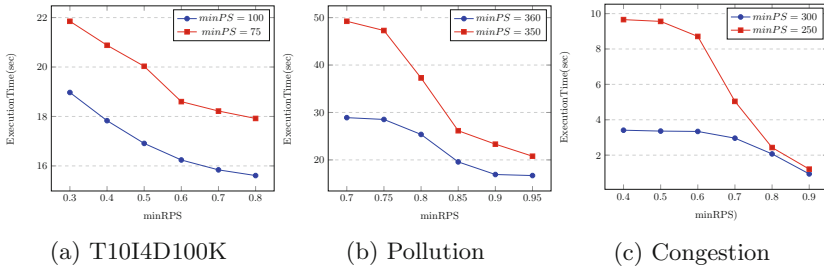 minPS = 100
minPS = 75
ExecutionTime(sec)
22
20
18
16
0.3 0.4 0.5 0.6 0.7 0.8
minRPS
(a) T10I4D100K
minPS = 360
minPS = 350
ExecutionTime(sec)
50
40
30
20
0.7 0.75 0.8 0.85 0.9 0.95
minRPS
(b) Pollution
minPS = 300
minPS = 250
ExecutionTime(sec)
10
8
6
4
2
0.4 0.5 0.6 0.7 0.8 0.9
minRPS)
(c) Congestion